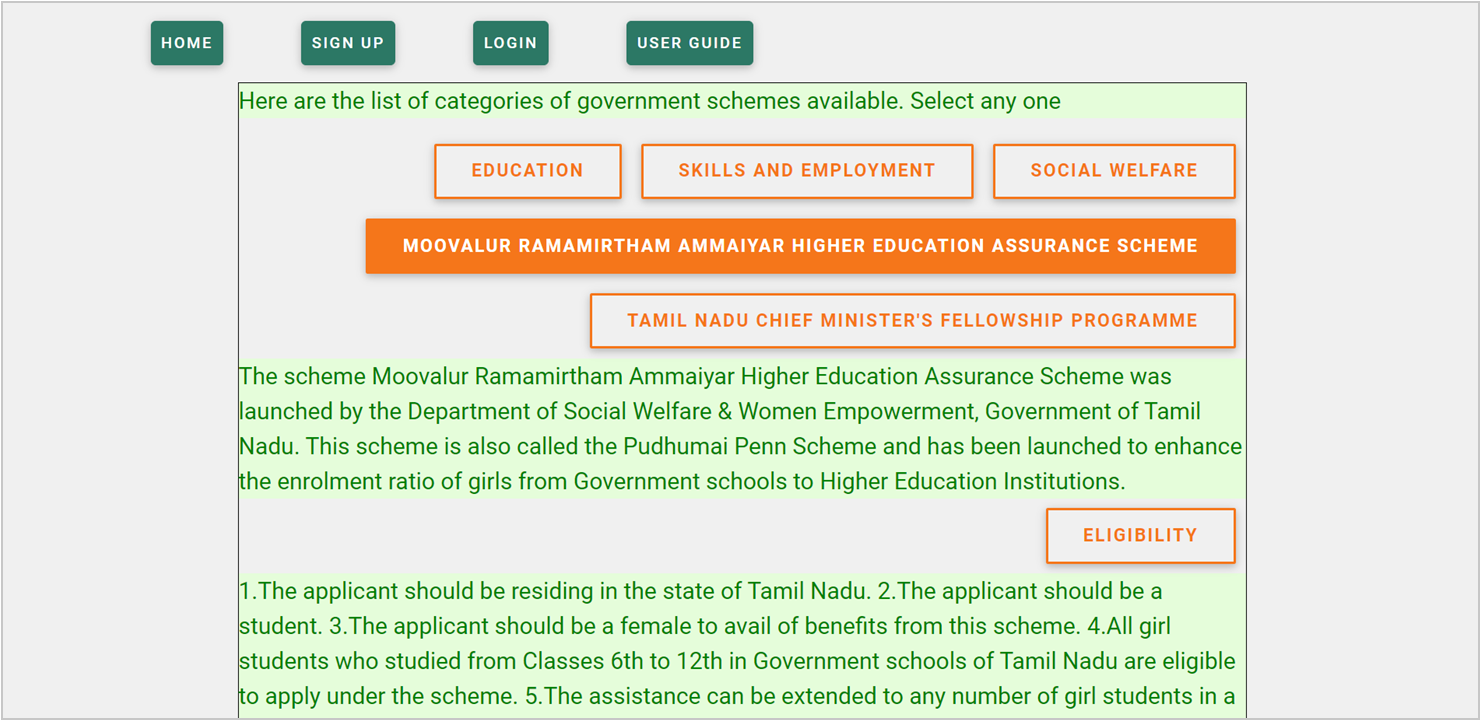 HOME SIGN UP LOGIN USER GUIDE
Here are the list of categories of government schemes available. Select any one
EDUCATION SKILLS AND EMPLOYMENT SOCIAL WELFARE
MOOVALUR RAMAMIRTHAM AMMAIYAR HIGHER EDUCATION ASSURANCE SCHEME
TAMIL NADU CHIEF MINISTER'S FELLOWSHIP PROGRAMME
The scheme Moovalur Ramamirtham Ammaiyar Higher Education Assurance Scheme was
launched by the Department of Social Welfare & Women Empowerment, Government of Tamil
Nadu. This scheme is also called the Pudhumai Penn Scheme and has been launched to enhance
the enrolment ratio of girls from Government schools to Higher Education Institutions.
ELIGIBILITY
1.The applicant should be residing in the state of Tamil Nadu. 2.The applicant should be a
student. 3.The applicant should be a female to avail of benefits from this scheme. 4.All girl
students who studied from Classes 6th to 12th in Government schools of Tamil Nadu are eligible
to apply under the scheme. 5.The assistance can be extended to any number of girl students in a